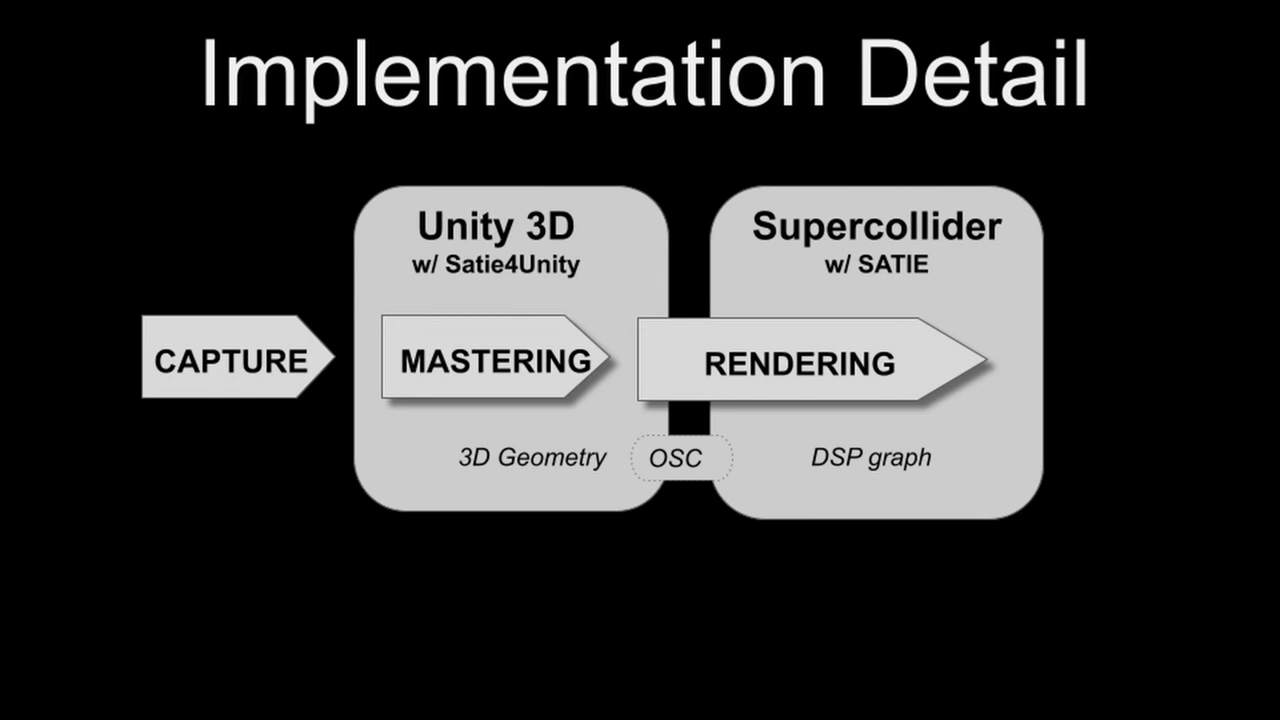 Implementation Detail
Unity 3D
w/ Satie4Unity
Supercollider
w/ SATIE
CAPTURE
MASTERING
RENDERING
3D Geometry
OSC
DSP graph